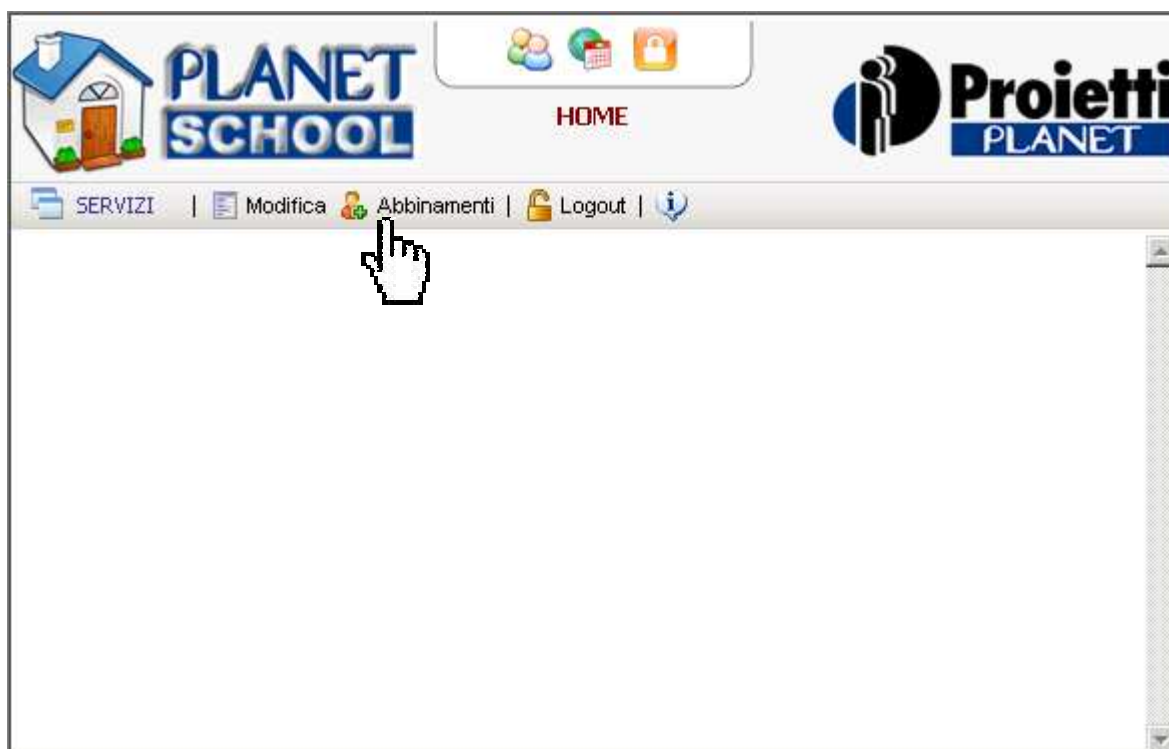 PLANET
SCHOOL
HOME
Proietti
PLANET
SERVIZI | Modifica Abbinamenti | Logout |